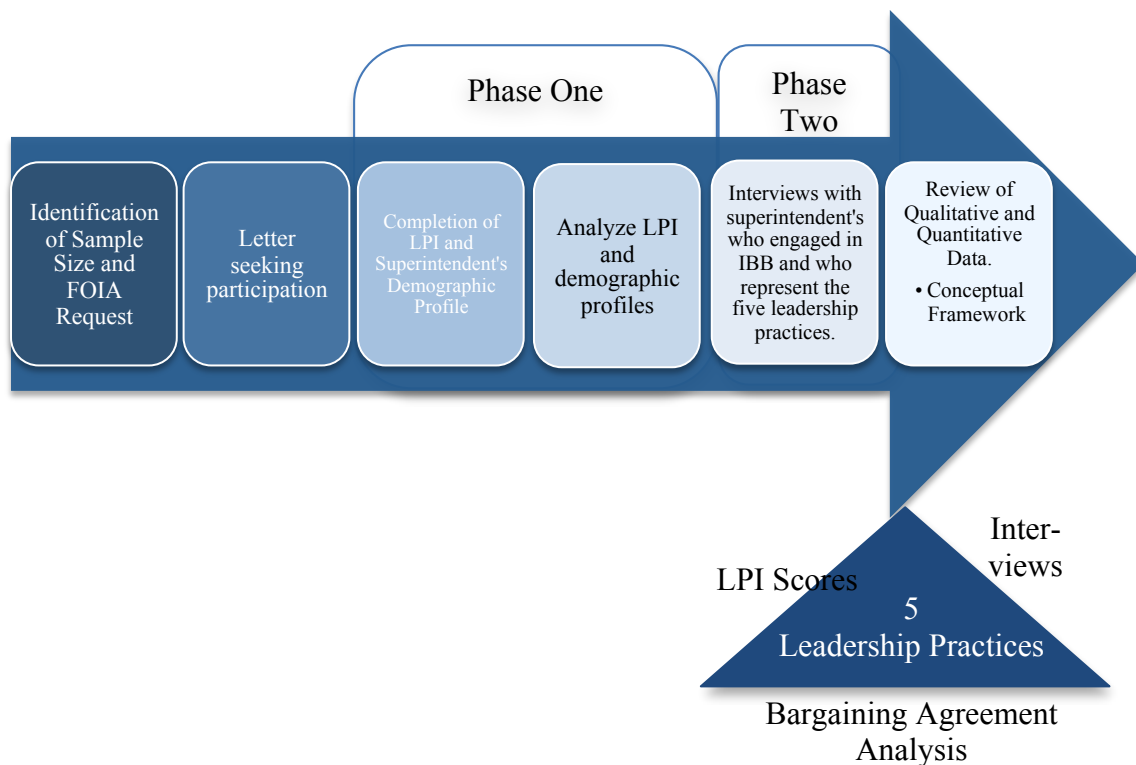 Phase One
Phase
Two
Identification
of Sample
Size and
FOIA
Request
Letter
seeking
participation
Completion of
LPI and
Superintendent's
Demographic
Profile
Analyze LPI
and
demographic
profiles
Interviews with
superintendent's
who engaged in
IBB and who
represent the
five leadership
practices.
Review of
Qualitative and
Quantitative
Data.
• Conceptual
Framework
LPI Scores
Inter-
views
5
Leadership Practices
Bargaining Agreement
Analysis